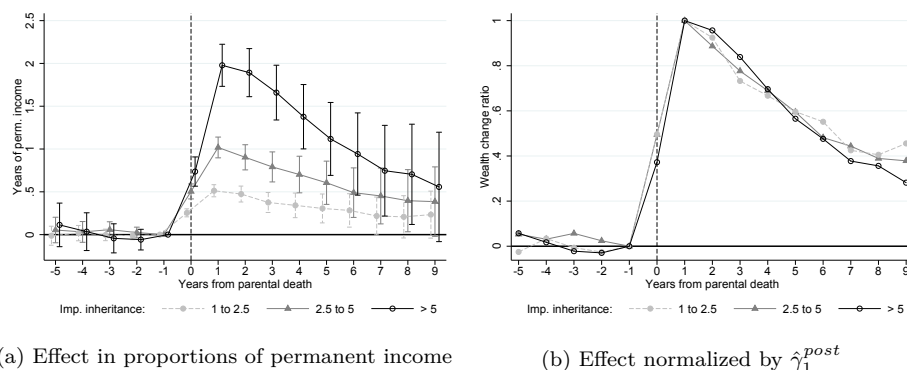 Years of perm. income
0 .5 1 1.5 2 2.5
-5 -4 -3 -2 -1 0 1 2 3 4 5 6 7 8 9
Years from parental death
Imp. inheritance: 1 to 2.5 2.5 to 5 > 5
(a) Effect in proportions of permanent income
Wealth change ratio
0 .2 .4 .6 .8 1
-5 -4 -3 -2 -1 0 1 2 3 4 5 6 7 8 9
Years from parental death
Imp. inheritance: 1 to 2.5 2.5 to 5 > 5
(b) Effect normalized by γ̂₁ᵖᵒˢᵗ